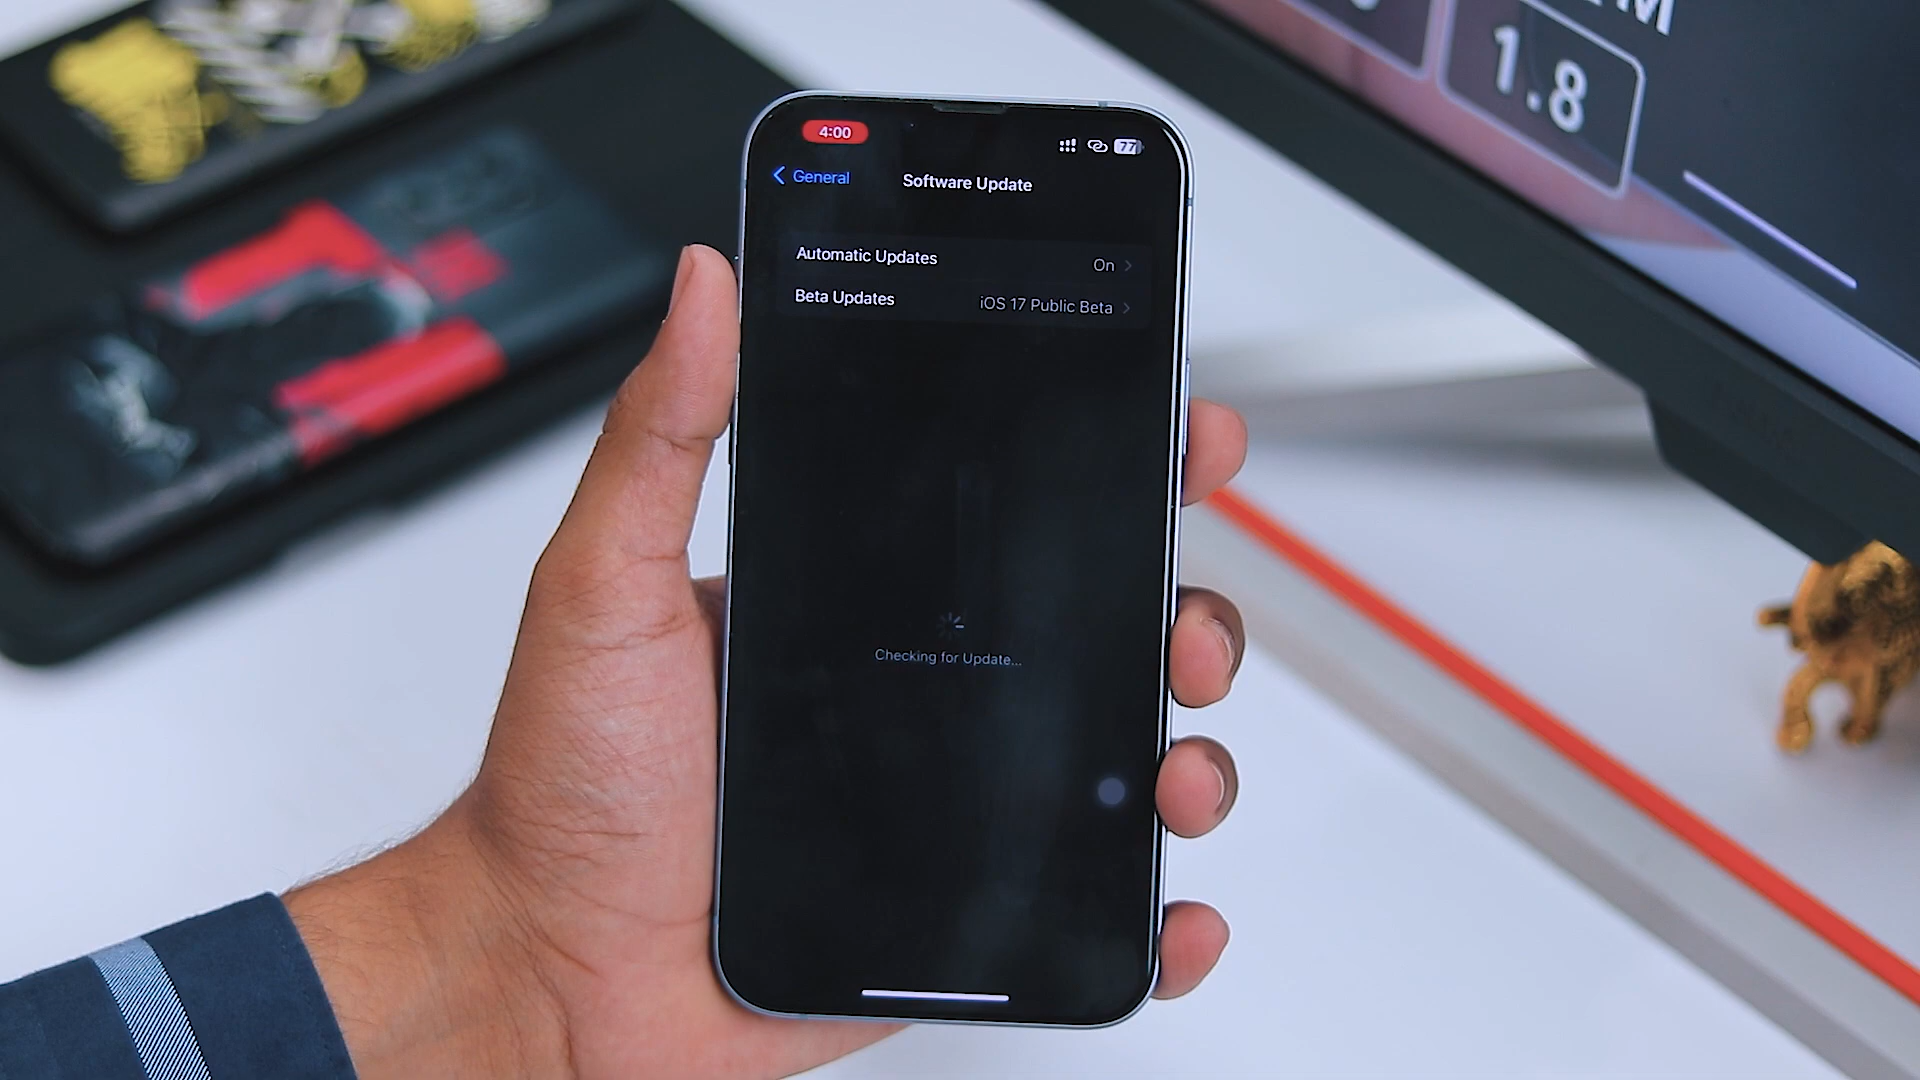 4:00
77
General
Software Update
Automatic Updates
On
Beta Updates
iOS 17 Public Beta
Checking for Update...
1.8